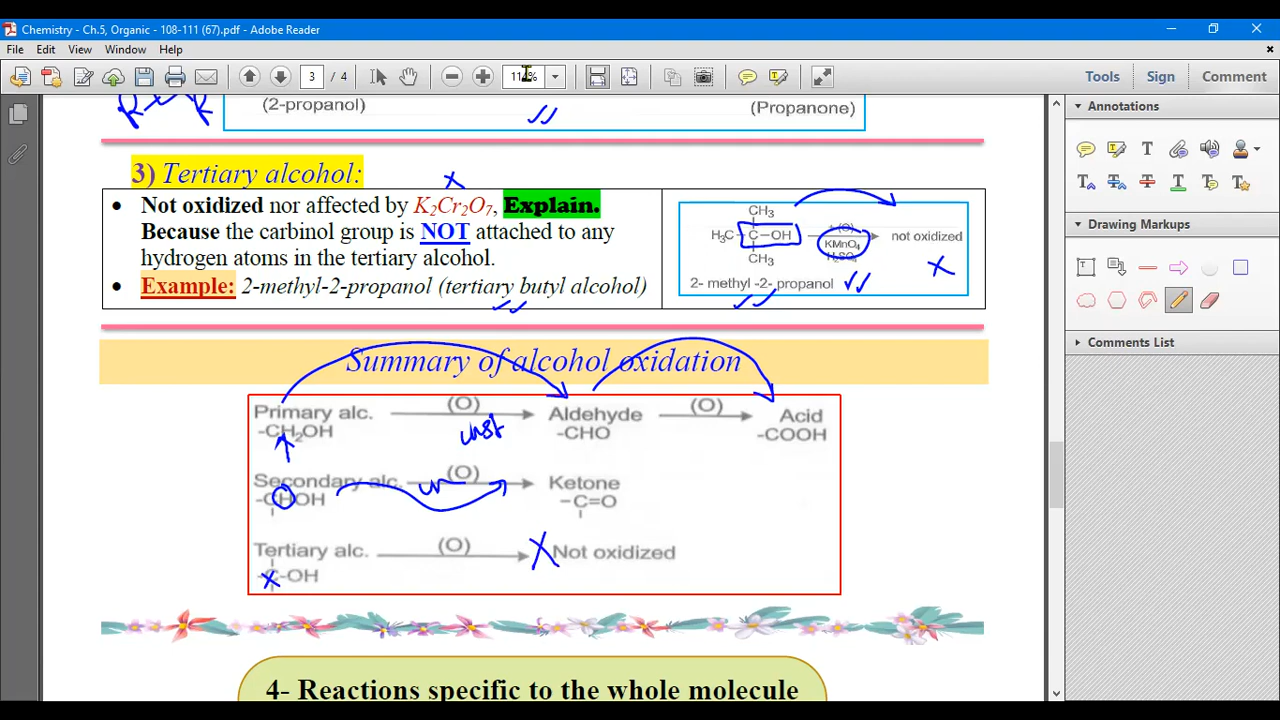 Chemistry - Ch.5, Organic - 108-111 (67).pdf - Adobe Reader
File Edit View Window Help
3 / 4
Tools Sign Comment
Annotations
Drawing Markups
Comments List
R R
(2-propanol) (Propanone)
3) Tertiary alcohol:
• Not oxidized nor affected by K₂Cr₂O₇, Explain.
Because the carbinol group is NOT attached to any
hydrogen atoms in the tertiary alcohol.
• Example: 2-methyl-2-propanol (tertiary butyl alcohol)
CH₃
H₃C–C–OH (O) not oxidized
KMnO₄
H₂SO₄
CH₃
2- methyl -2- propanol
Summary of alcohol oxidation
Primary alc. (O) Aldehyde (O) Acid
-CH₂OH -CHO -COOH
Secondary alc. (O) Ketone
-CHOH –C=O
Tertiary alc. (O) Not oxidized
-C-OH
4- Reactions specific to the whole molecule